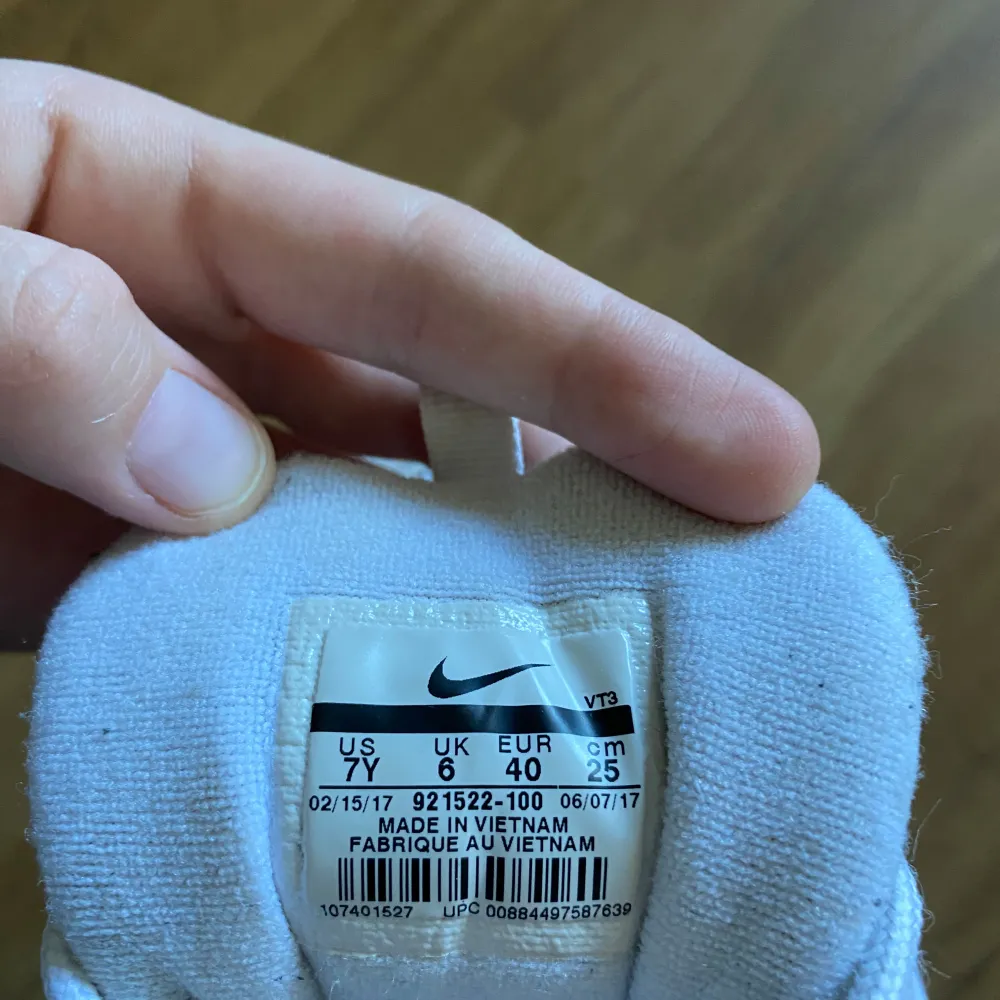 VT3
US UK EUR cm
7Y 6 40 25
02/15/17 921522-100 06/07/17
MADE IN VIETNAM
FABRIQUE AU VIETNAM
107401527 UPC 00884497587639